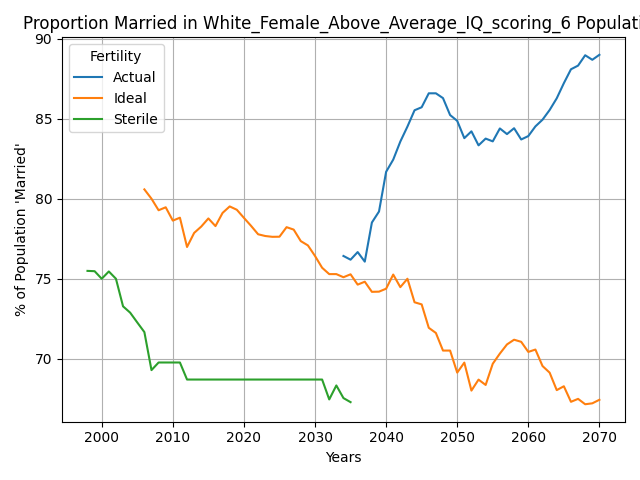 Proportion Married in White_Female_Above_Average_IQ_scoring_6 Populati
90
85
80
75
70
% of Population 'Married'
Fertility
Actual
Ideal
Sterile
2000 2010 2020 2030 2040 2050 2060 2070
Years